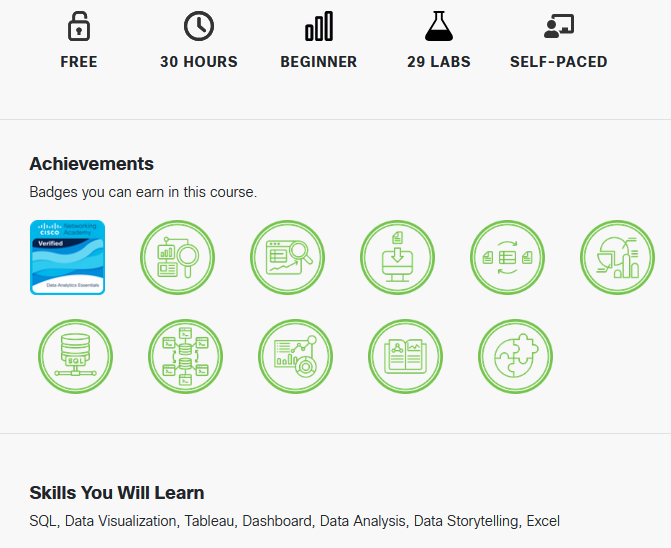 FREE
30 HOURS
BEGINNER
29 LABS
SELF-PACED
Achievements
Badges you can earn in this course.
CISCO
Networking Academy
Verified
Data Analytics Essentials
SQL
Skills You Will Learn
SQL, Data Visualization, Tableau, Dashboard, Data Analysis, Data Storytelling, Excel